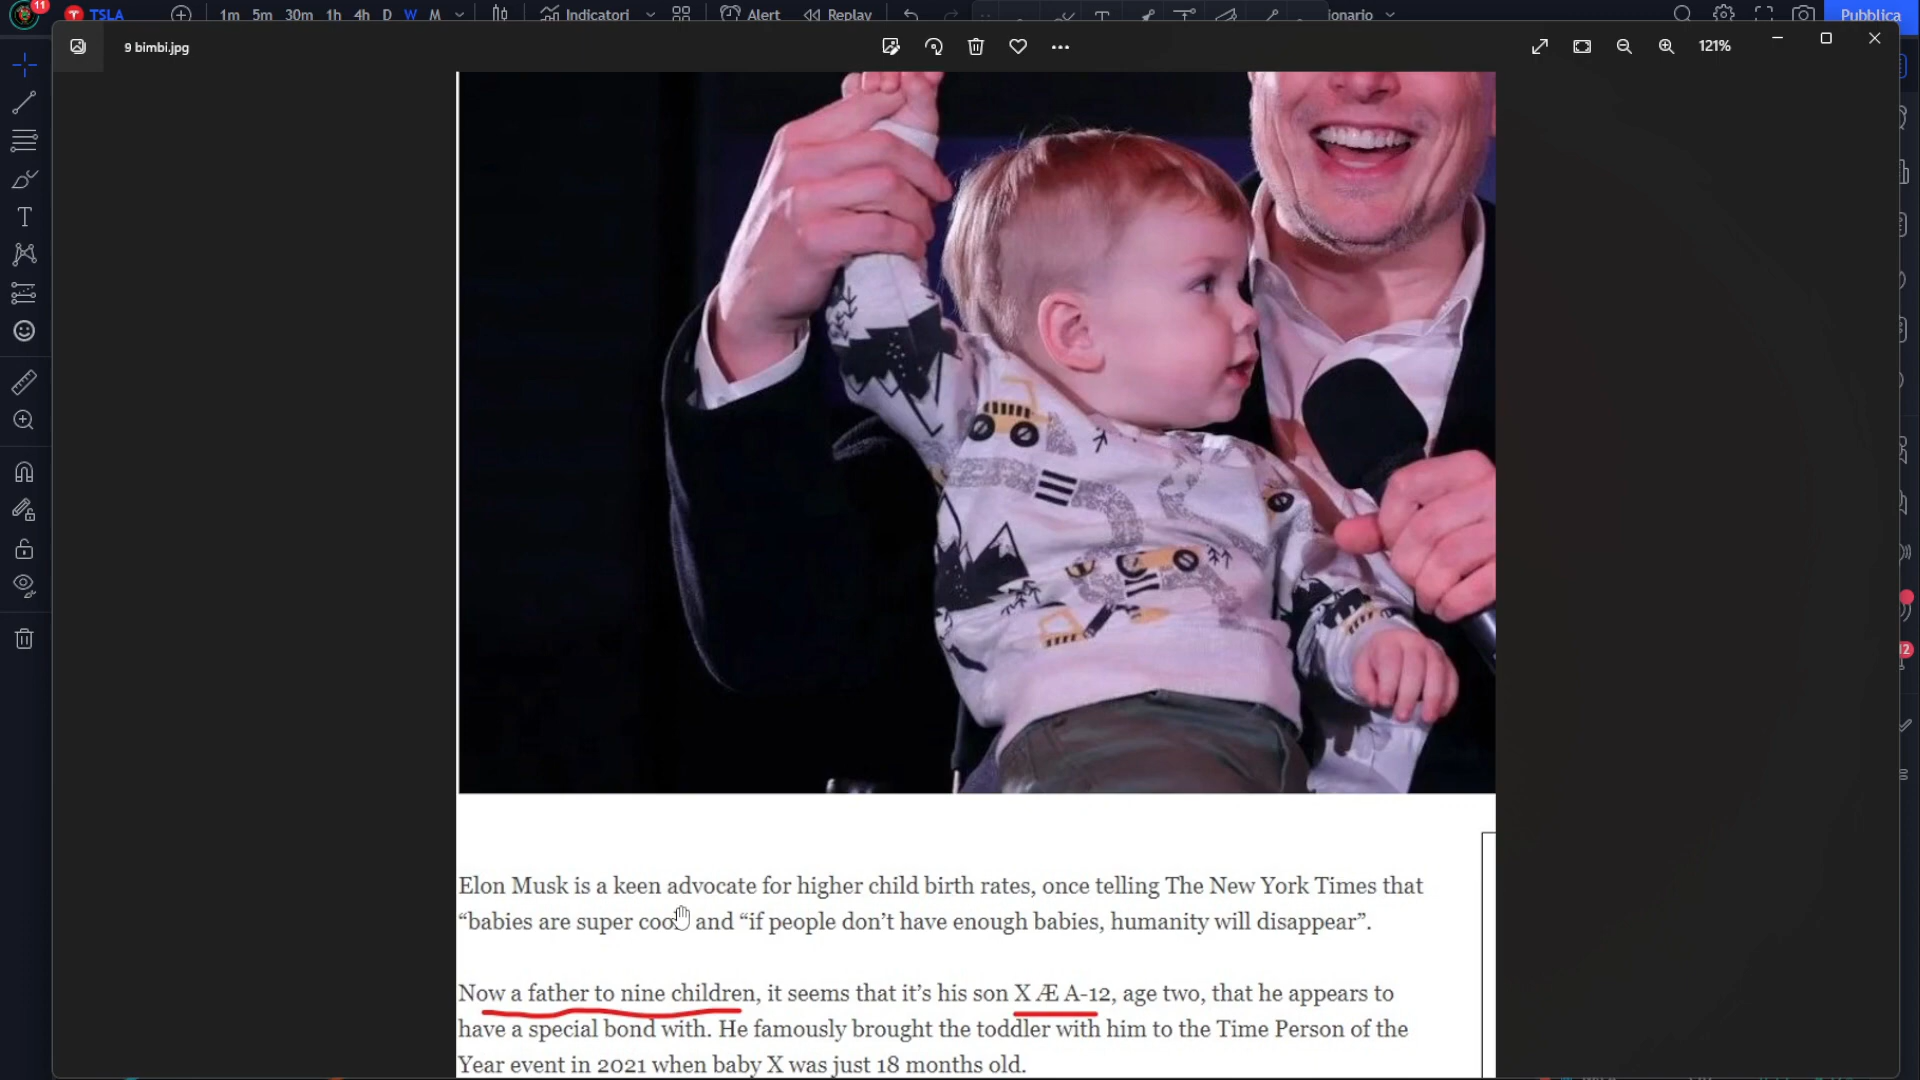 11 TSLA 1m 5m 30m 1h 4h D W M Indicatori Alert Replay ionario Pubblica
9 bimbi.jpg 121%
Elon Musk is a keen advocate for higher child birth rates, once telling The New York Times that
“babies are super coo and “if people don’t have enough babies, humanity will disappear”.
Now a father to nine children, it seems that it’s his son X Æ A-12, age two, that he appears to
have a special bond with. He famously brought the toddler with him to the Time Person of the
Year event in 2021 when baby X was just 18 months old.